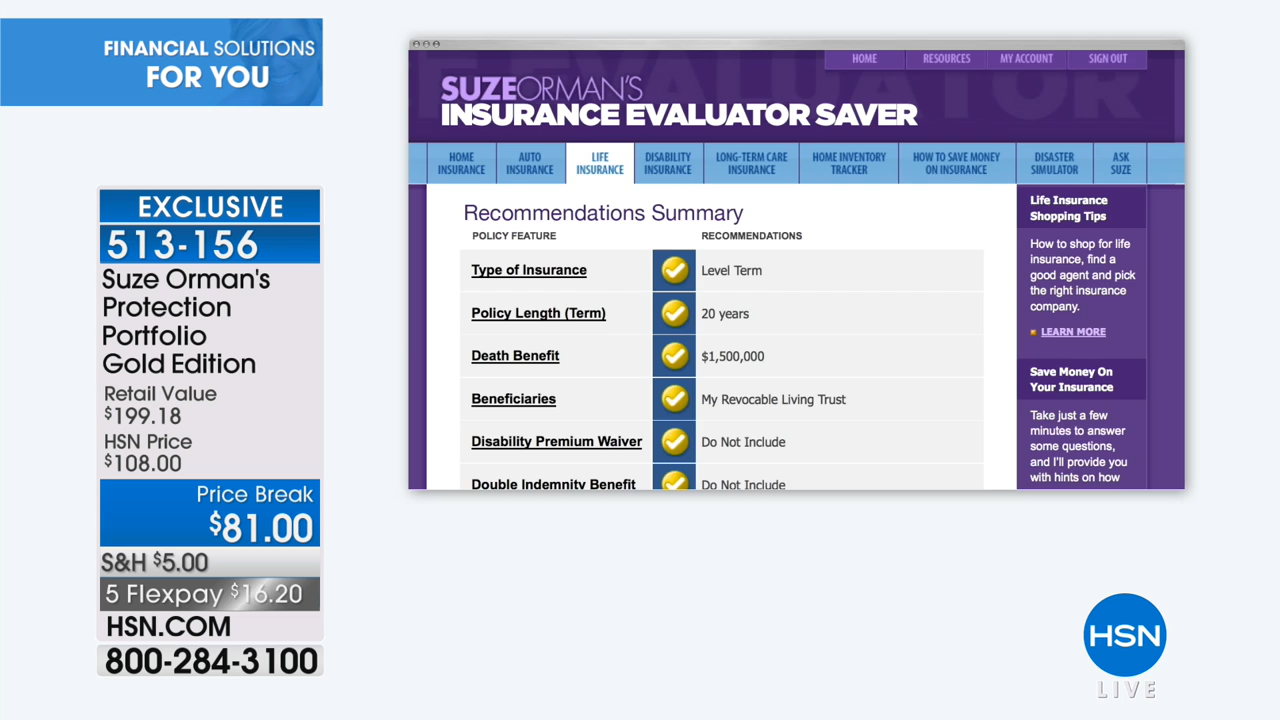 FINANCIAL SOLUTIONS
FOR YOU
EXCLUSIVE
513-156
Suze Orman's
Protection
Portfolio
Gold Edition
Retail Value
$199.18
HSN Price
$108.00
Price Break
$81.00
S&H $5.00
5 Flexpay $16.20
HSN.COM
800-284-3100
HOME RESOURCES MY ACCOUNT SIGN OUT
SUZEORMAN'S
INSURANCE EVALUATOR SAVER
HOME
INSURANCE
AUTO
INSURANCE
LIFE
INSURANCE
DISABILITY
INSURANCE
LONG-TERM CARE
INSURANCE
HOME INVENTORY
TRACKER
HOW TO SAVE MONEY
ON INSURANCE
DISASTER
SIMULATOR
ASK
SUZE
Recommendations Summary
POLICY FEATURE RECOMMENDATIONS
Type of Insurance Level Term
Policy Length (Term) 20 years
Death Benefit $1,500,000
Beneficiaries My Revocable Living Trust
Disability Premium Waiver Do Not Include
Double Indemnity Benefit Do Not Include
Life Insurance
Shopping Tips
How to shop for life
insurance, find a
good agent and pick
the right insurance
company.
LEARN MORE
Save Money On
Your Insurance
Take just a few
minutes to answer
some questions,
and I'll provide you
with hints on how
HSN
LIVE